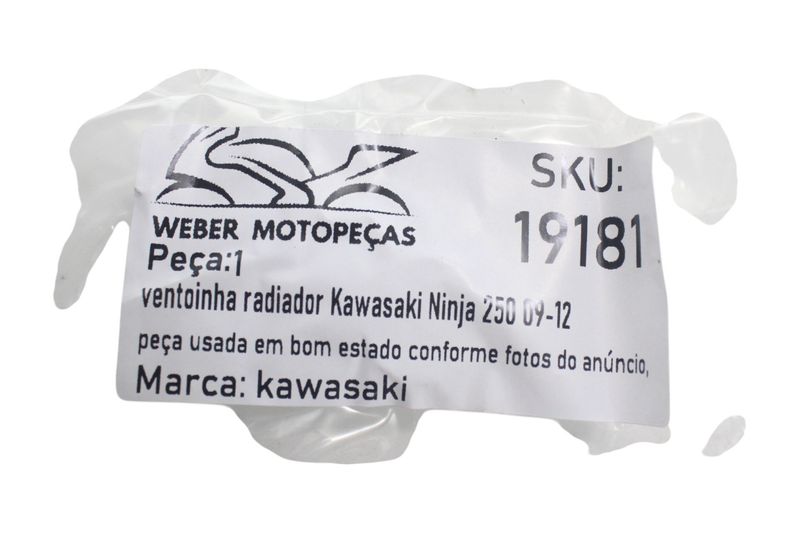 WEBER MOTOPEÇAS
SKU:
19181
Peça:1
ventoinha radiador Kawasaki Ninja 250 09-12
peça usada em bom estado conforme fotos do anúncio,
Marca: kawasaki